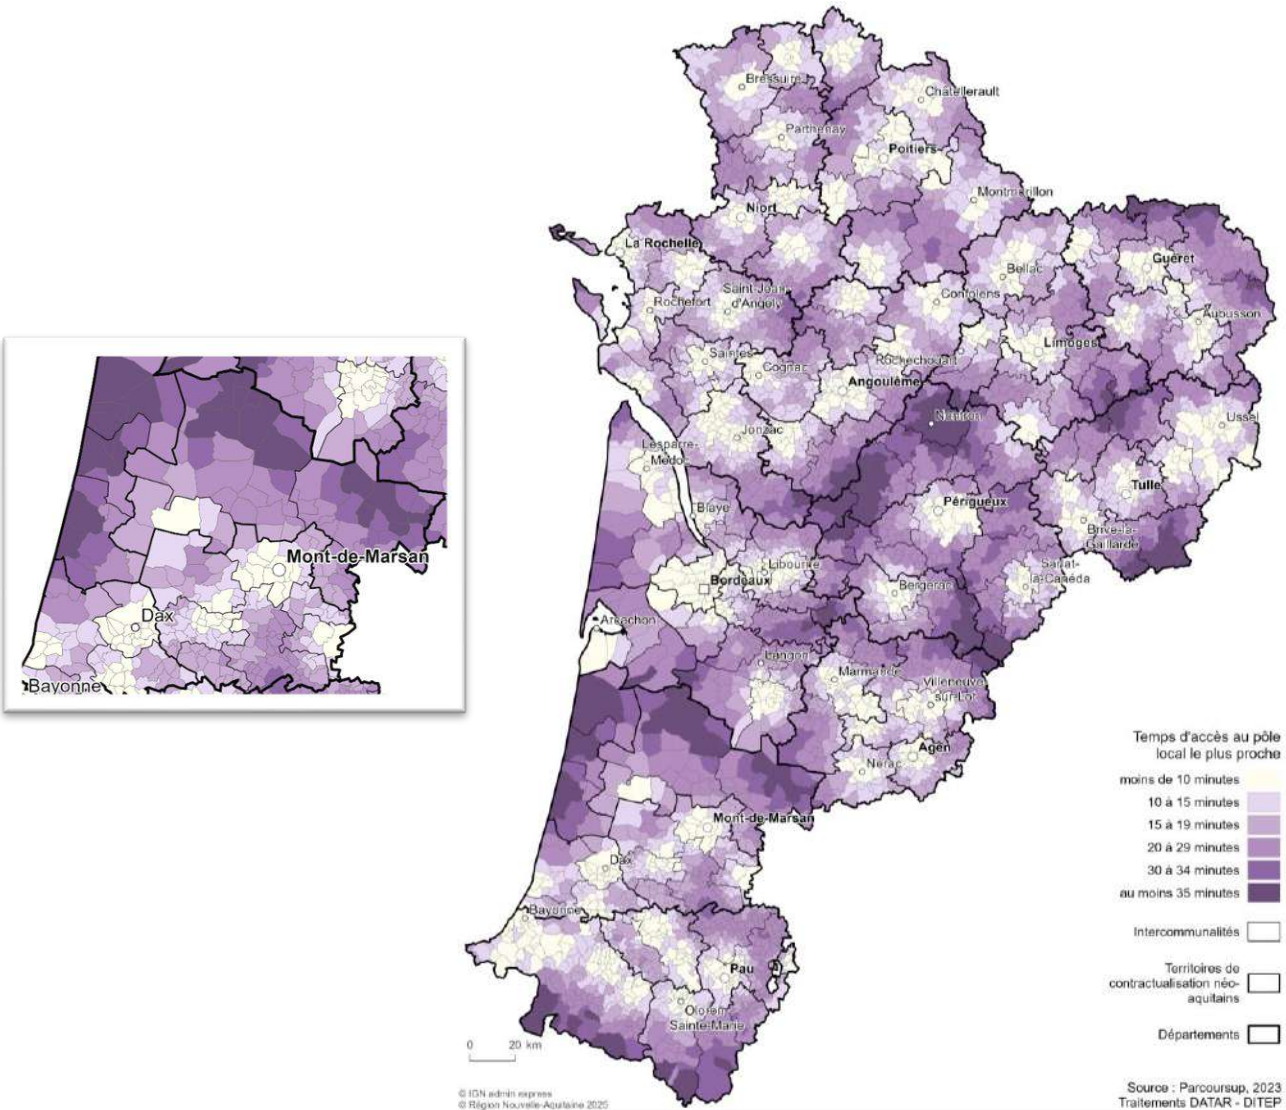 Bressuire
Châtellerault
Parthenay
Poitiers
Montmorillon
Niort
La Rochelle
Guéret
Bellac
Saint-Jean-
d'Angély
Rochefort
Confolens
Aubusson
Limoges
Saintes
Rochechouart
Cognac
Angoulême
Nontron
Ussel
Jonzac
Lesparre-
Médoc
Tulle
Périgueux
Blaye
Brive-la-
Gaillarde
Libourne
Sarlat-
la-Canéda
Bordeaux
Bergerac
Arcachon
Langon
Marmande
Villeneuve-
sur-Lot
Agen
Nérac
Mont-de-Marsan
Dax
Bayonne
Pau
Oloron-
Sainte-Marie
Mont-de-Marsan
Dax
Bayonne
Temps d'accès au pôle
local le plus proche
moins de 10 minutes
10 à 15 minutes
15 à 19 minutes
20 à 29 minutes
30 à 34 minutes
au moins 35 minutes
Intercommunalités
Territoires de
contractualisation néo-
aquitains
Départements
0 20 km
© IGN admin express
© Région Nouvelle-Aquitaine 2025
Source : Parcoursup, 2023
Traitements DATAR - DITEP